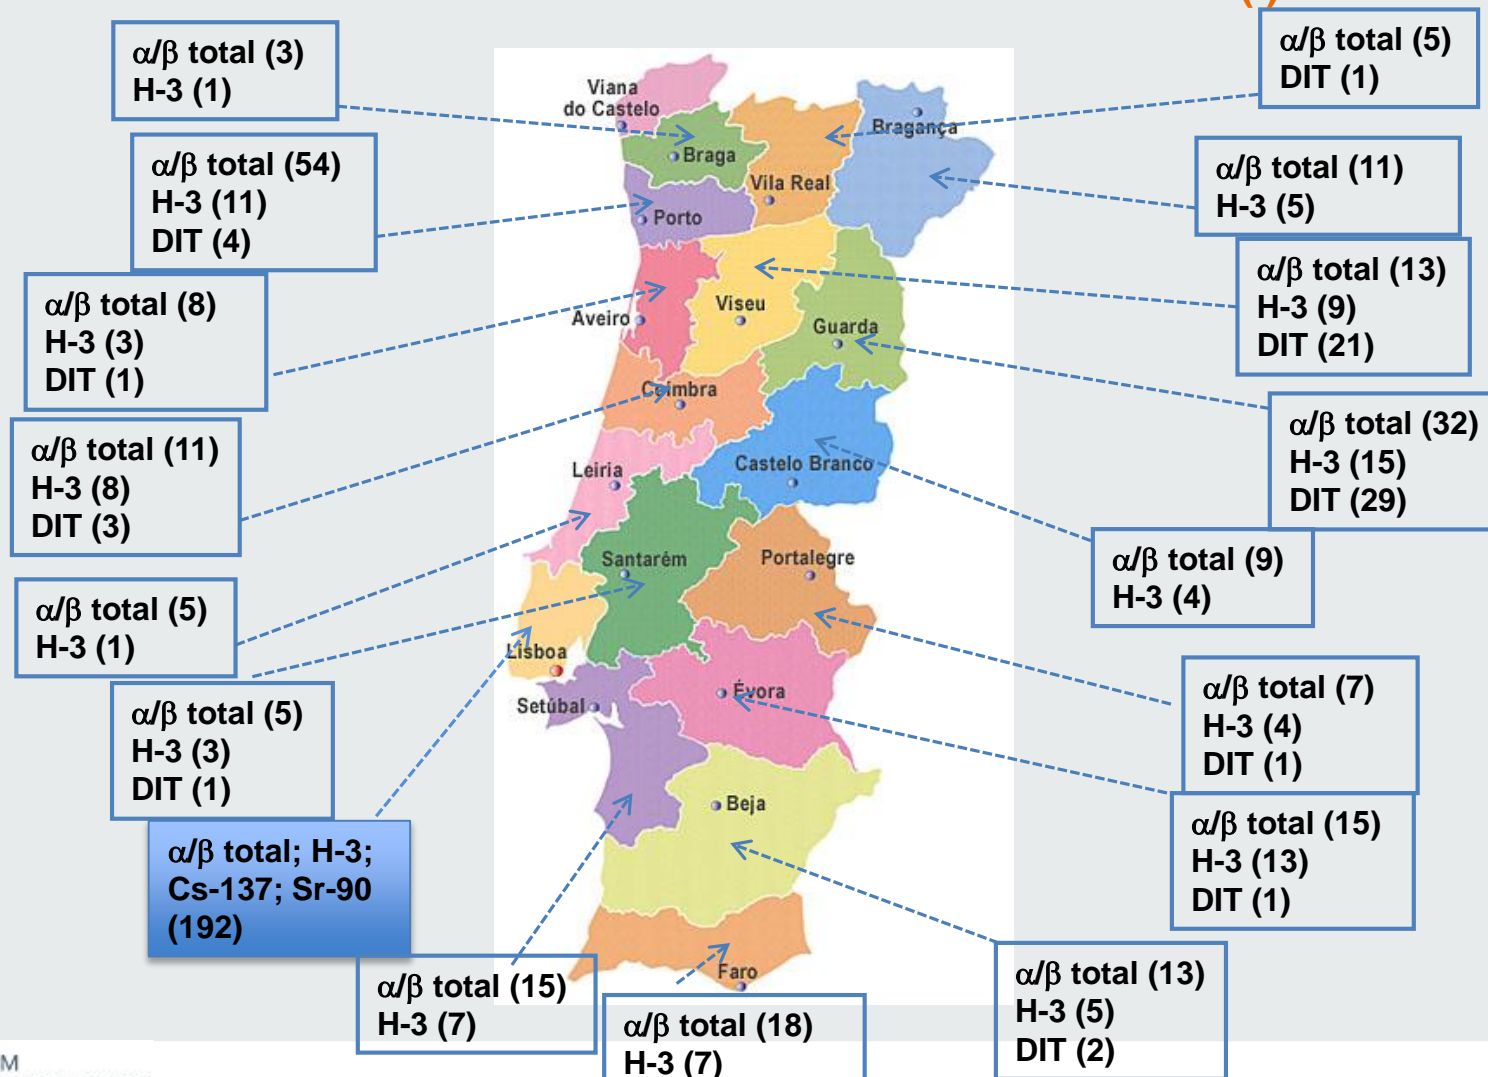 α/β total (3)
H-3 (1)
α/β total (5)
DIT (1)
α/β total (54)
H-3 (11)
DIT (4)
α/β total (11)
H-3 (5)
α/β total (8)
H-3 (3)
DIT (1)
α/β total (13)
H-3 (9)
DIT (21)
α/β total (11)
H-3 (8)
DIT (3)
α/β total (32)
H-3 (15)
DIT (29)
α/β total (5)
H-3 (1)
α/β total (9)
H-3 (4)
α/β total (5)
H-3 (3)
DIT (1)
α/β total (7)
H-3 (4)
DIT (1)
α/β total; H-3;
Cs-137; Sr-90
(192)
α/β total (15)
H-3 (13)
DIT (1)
α/β total (15)
H-3 (7)
α/β total (18)
H-3 (7)
α/β total (13)
H-3 (5)
DIT (2)
Viana
do Castelo
Bragança
Braga
Vila Real
Porto
Viseu
Aveiro
Guarda
Coimbra
Leiria
Castelo Branco
Santarém
Portalegre
Lisboa
Setúbal
Évora
Beja
Faro
M